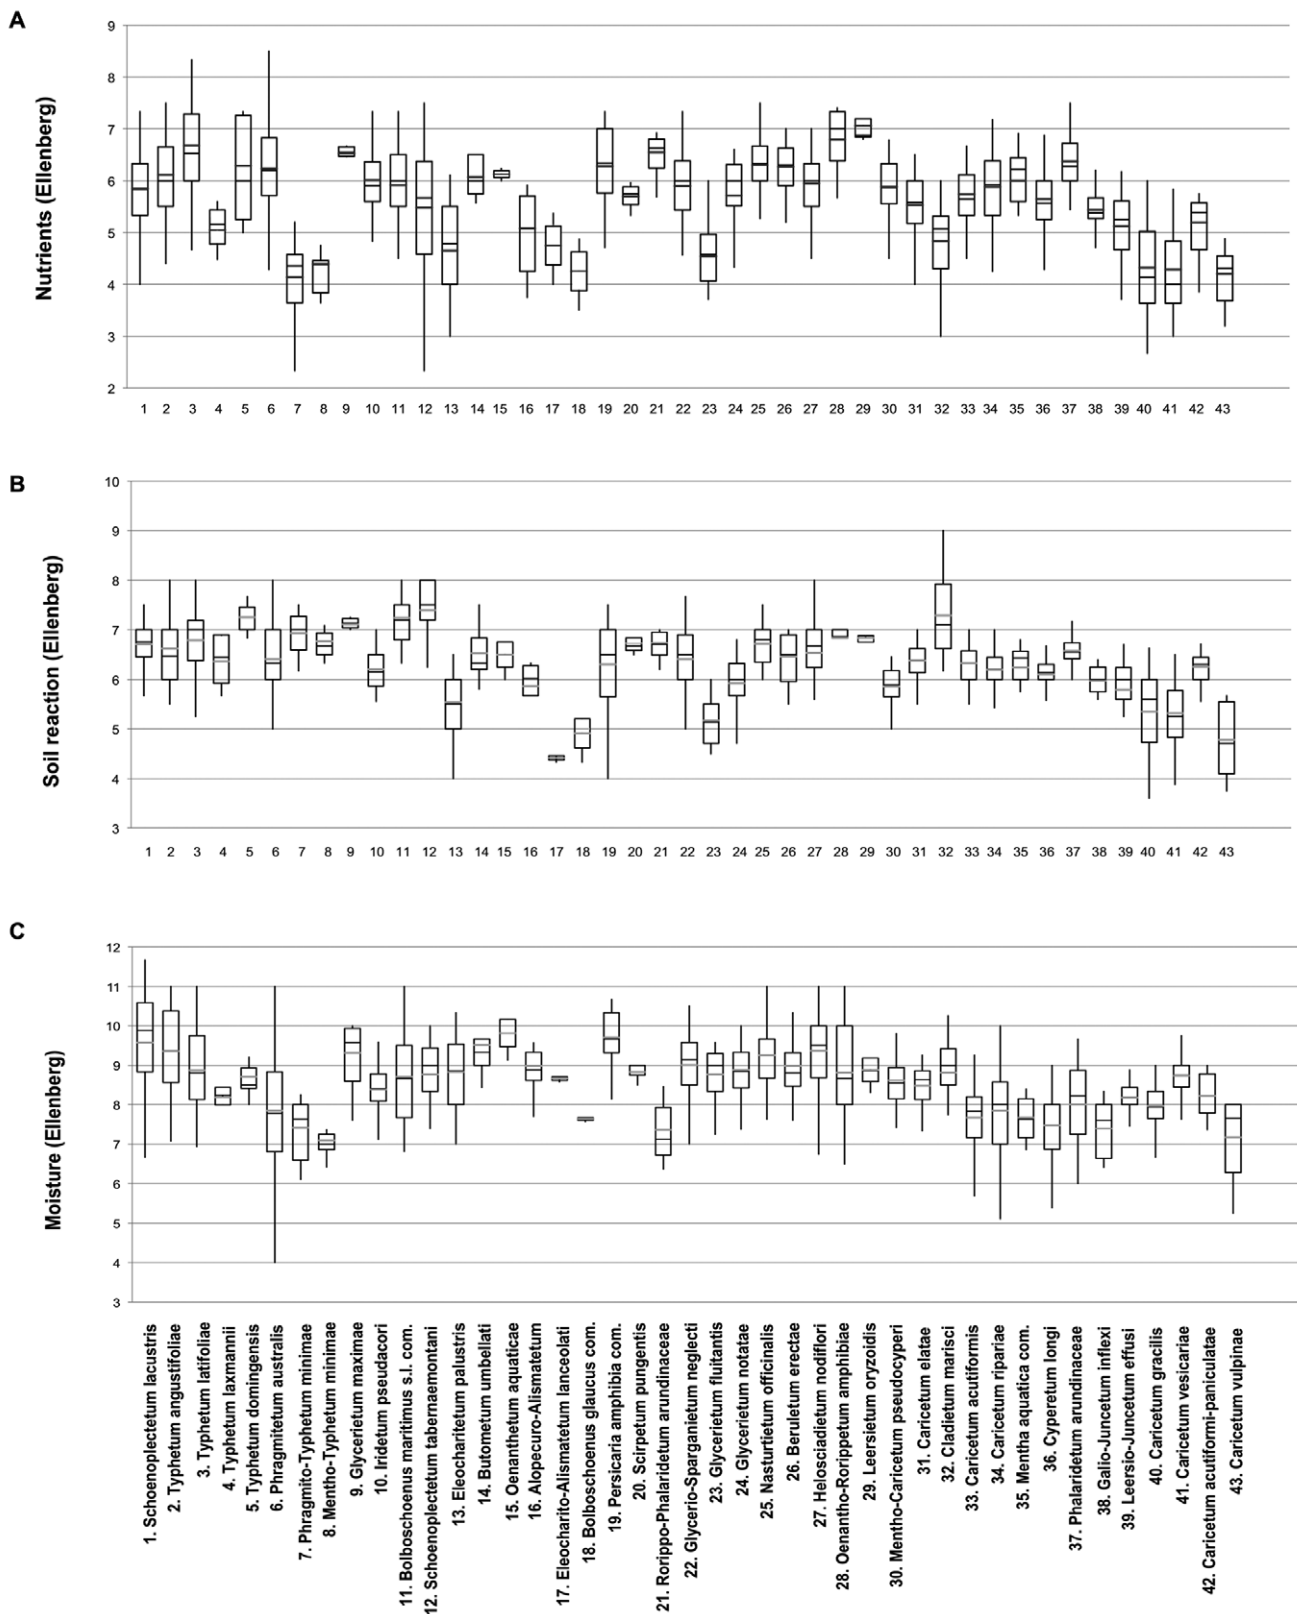 A
Nutrients (Ellenberg)
9
8
7
6
5
4
3
2
1 2 3 4 5 6 7 8 9 10 11 12 13 14 15 16 17 18 19 20 21 22 23 24 25 26 27 28 29 30 31 32 33 34 35 36 37 38 39 40 41 42 43
B
Soil reaction (Ellenberg)
10
9
8
7
6
5
4
3
1 2 3 4 5 6 7 8 9 10 11 12 13 14 15 16 17 18 19 20 21 22 23 24 25 26 27 28 29 30 31 32 33 34 35 36 37 38 39 40 41 42 43
C
Moisture (Ellenberg)
12
11
10
9
8
7
6
5
4
3
1. Schoenoplectetum lacustris
2. Typhetum angustifoliae
3. Typhetum latifoliae
4. Typhetum laxmannii
5. Typhetum domingensis
6. Phragmitetum australis
7. Phragmito-Typhetum minimae
8. Mentho-Typhetum minimae
9. Glycerietum maximae
10. Iridetum pseudacori
11. Bolboschoenus maritimus s.l. com.
12. Schoenoplectetum tabernaemontani
13. Eleocharitetum palustris
14. Butometum umbellati
15. Oenanthetum aquaticae
16. Alopecuro-Alismatetum
17. Eleocharito-Alismatetum lanceolati
18. Bolboschoenus glaucus com.
19. Persicaria amphibia com.
20. Scirpetum pungentis
21. Rorippo-Phalaridetum arundinaceae
22. Glycerio-Sparganietum neglecti
23. Glycerietum fluitantis
24. Glycerietum notatae
25. Nasturtietum officinalis
26. Beruletum erectae
27. Helosciadietum nodiflori
28. Oenantho-Rorippetum amphibiae
29. Leersietum oryzoidis
30. Mentho-Caricetum pseudocyperi
31. Caricetum elatae
32. Cladietum marisci
33. Caricetum acutiformis
34. Caricetum ripariae
35. Mentha aquatica com.
36. Cyperetum longi
37. Phalaridetum arundinaceae
38. Galio-Juncetum inflexi
39. Leersio-Juncetum effusi
40. Caricetum gracilis
41. Caricetum vesicariae
42. Caricetum acutiformi-paniculatae
43. Caricetum vulpinae